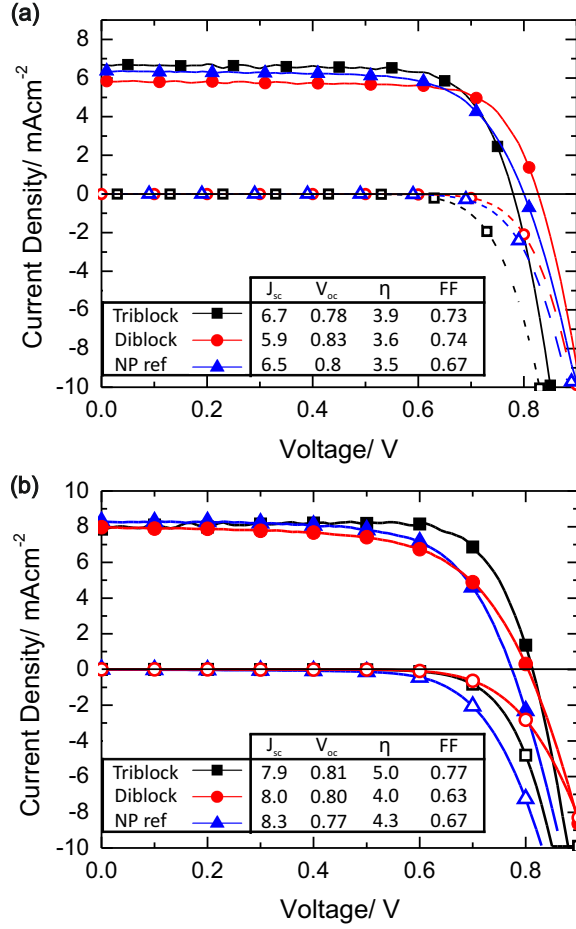 (a)
8
6
4
2
0
-2
-4
-6
-8
-10
Current Density/ mAcm-2
Jsc Voc η FF
Triblock 6.7 0.78 3.9 0.73
Diblock 5.9 0.83 3.6 0.74
NP ref 6.5 0.8 3.5 0.67
0.0 0.2 0.4 0.6 0.8
Voltage/ V
(b)
10
8
6
4
2
0
-2
-4
-6
-8
-10
Current Density/ mAcm-2
Jsc Voc η FF
Triblock 7.9 0.81 5.0 0.77
Diblock 8.0 0.80 4.0 0.63
NP ref 8.3 0.77 4.3 0.67
0.0 0.2 0.4 0.6 0.8
Voltage/ V